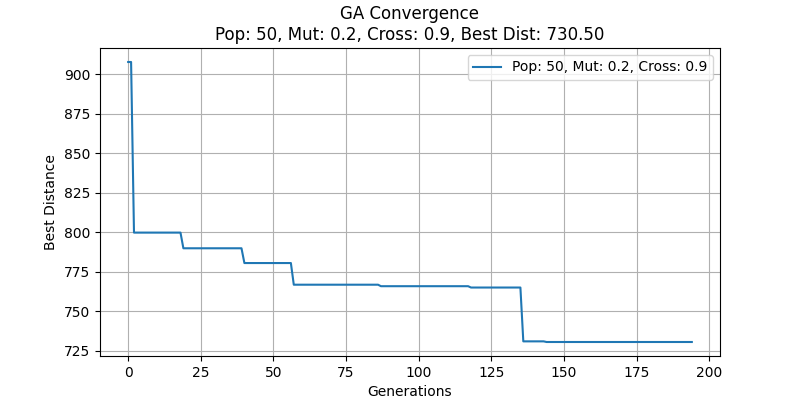 GA Convergence
Pop: 50, Mut: 0.2, Cross: 0.9, Best Dist: 730.50
Pop: 50, Mut: 0.2, Cross: 0.9
Best Distance
900
875
850
825
800
775
750
725
0 25 50 75 100 125 150 175 200
Generations